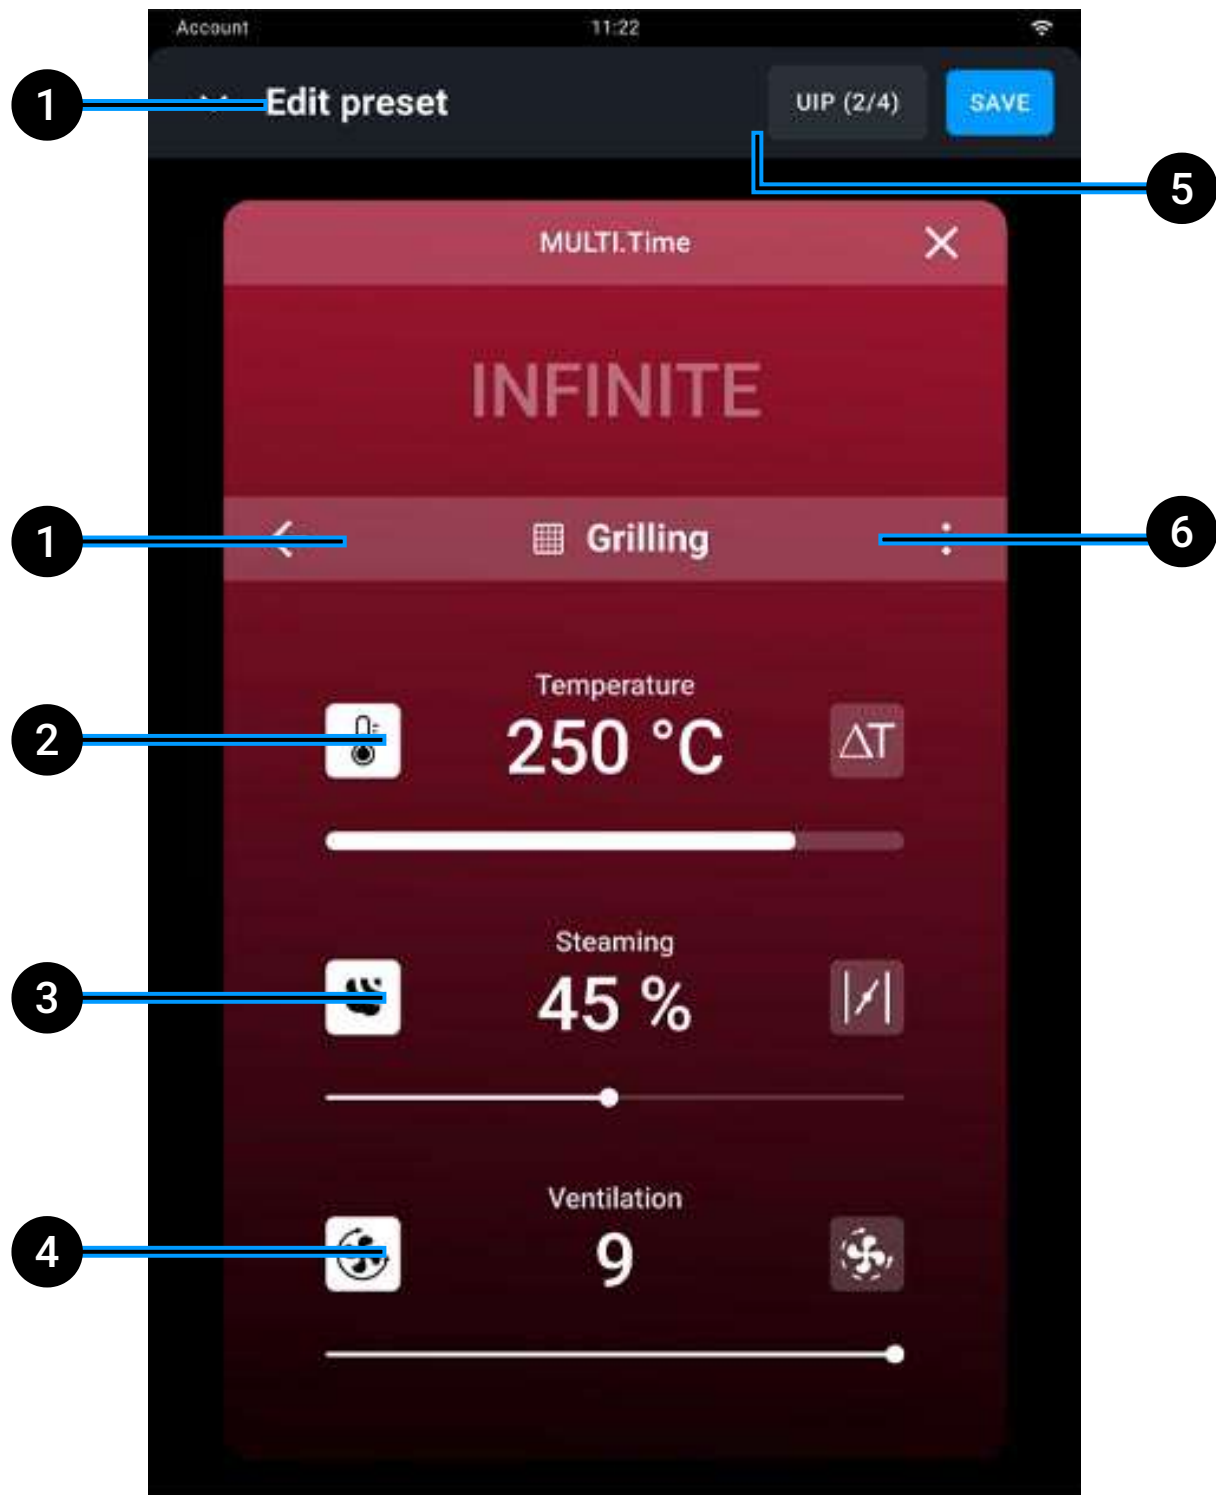 Account 11:22
1 Edit preset UIP (2/4) SAVE
5
MULTI.Time
INFINITE
1 Grilling 6
Temperature
2 250 °C ΔT
Steaming
3 45 %
Ventilation
4 9